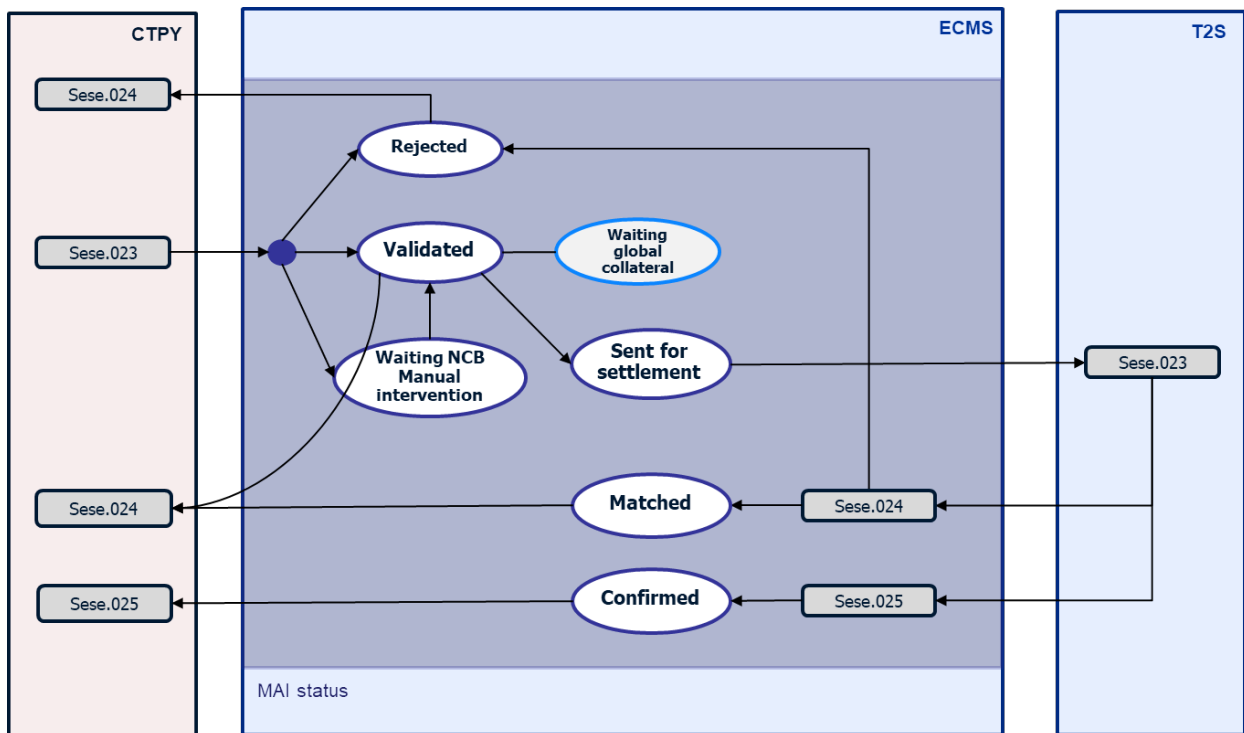 CTPY
ECMS
T2S
Sese.024
Rejected
Sese.023
Validated
Waiting
global
collateral
Waiting NCB
Manual
intervention
Sent for
settlement
Sese.023
Sese.024
Matched
Sese.024
Sese.025
Confirmed
Sese.025
MAI status